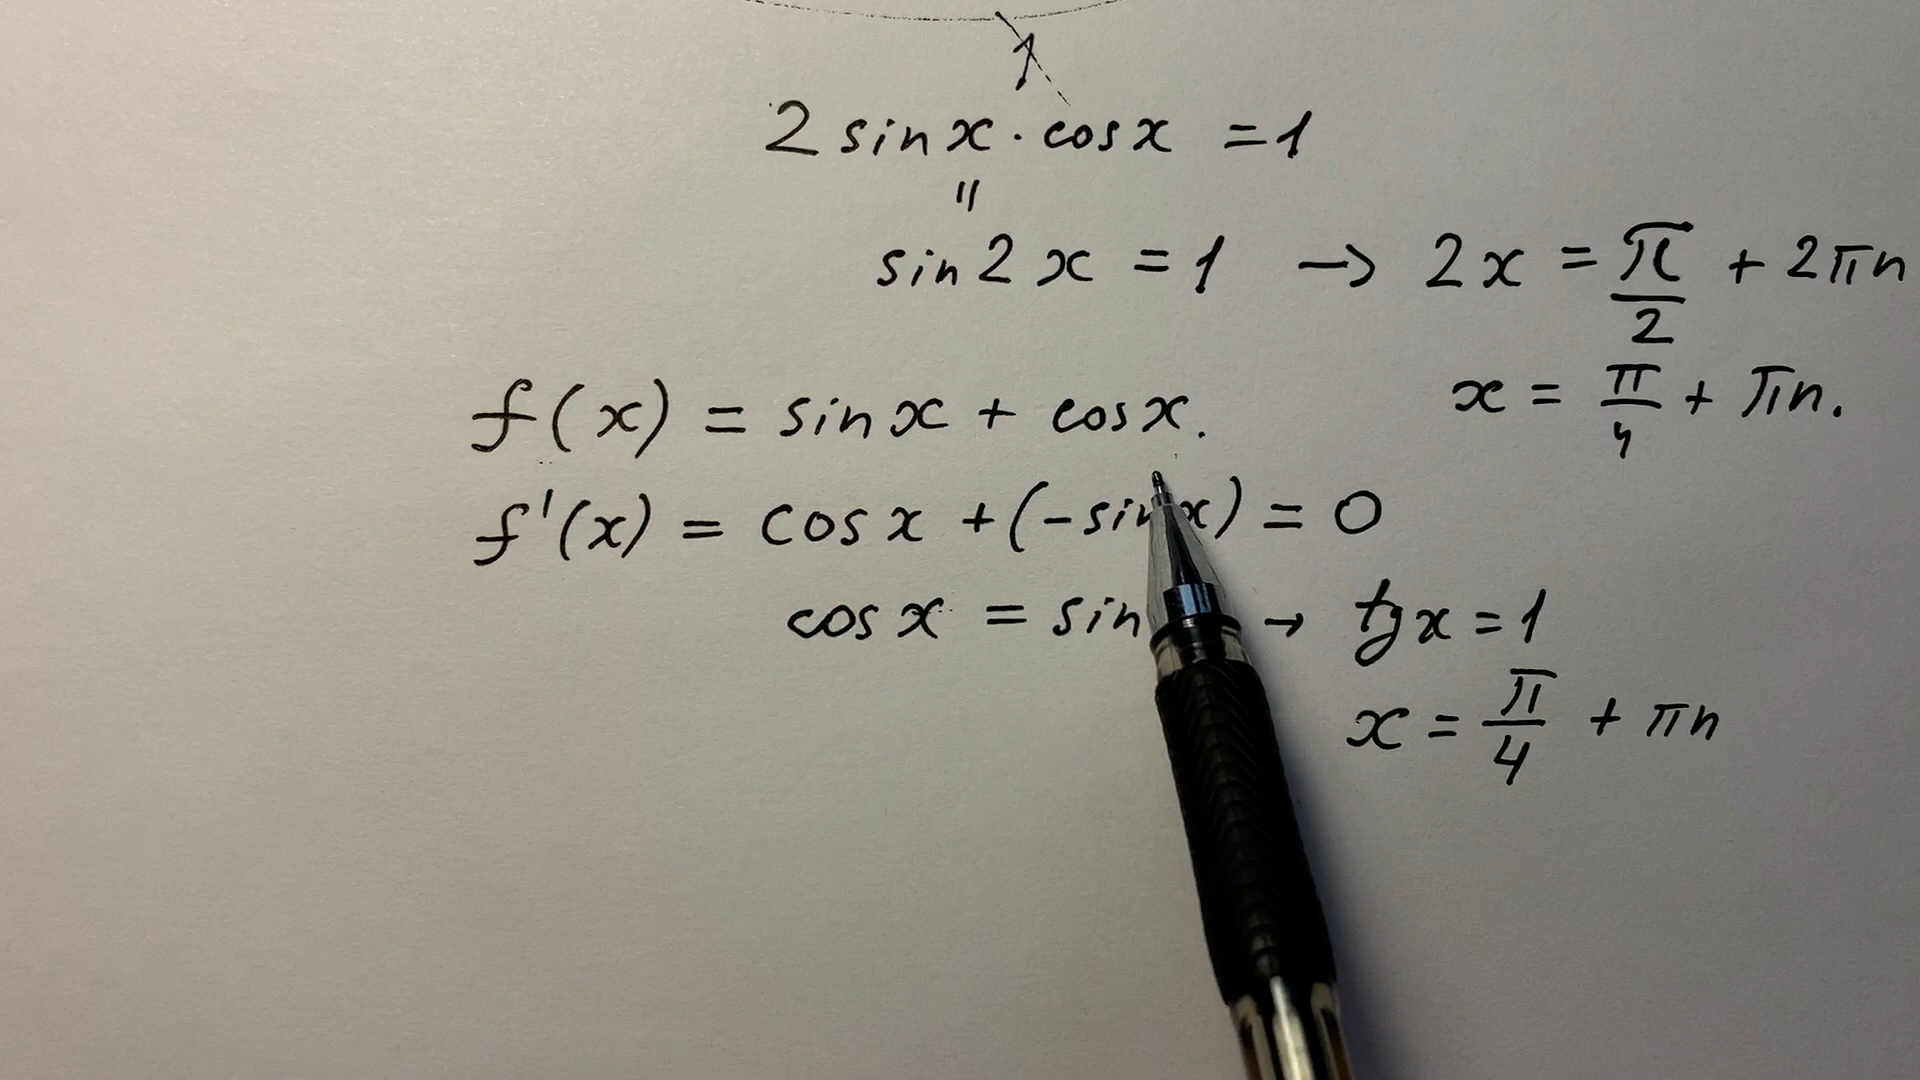 1
2 sin x · cos x = 1
=
sin 2x = 1 → 2x = π/2 + 2πn
x = π/4 + πn.
f(x) = sin x + cos x.
f'(x) = cos x + (-sin x) = 0
cos x = sin → tg x = 1
x = π/4 + πn